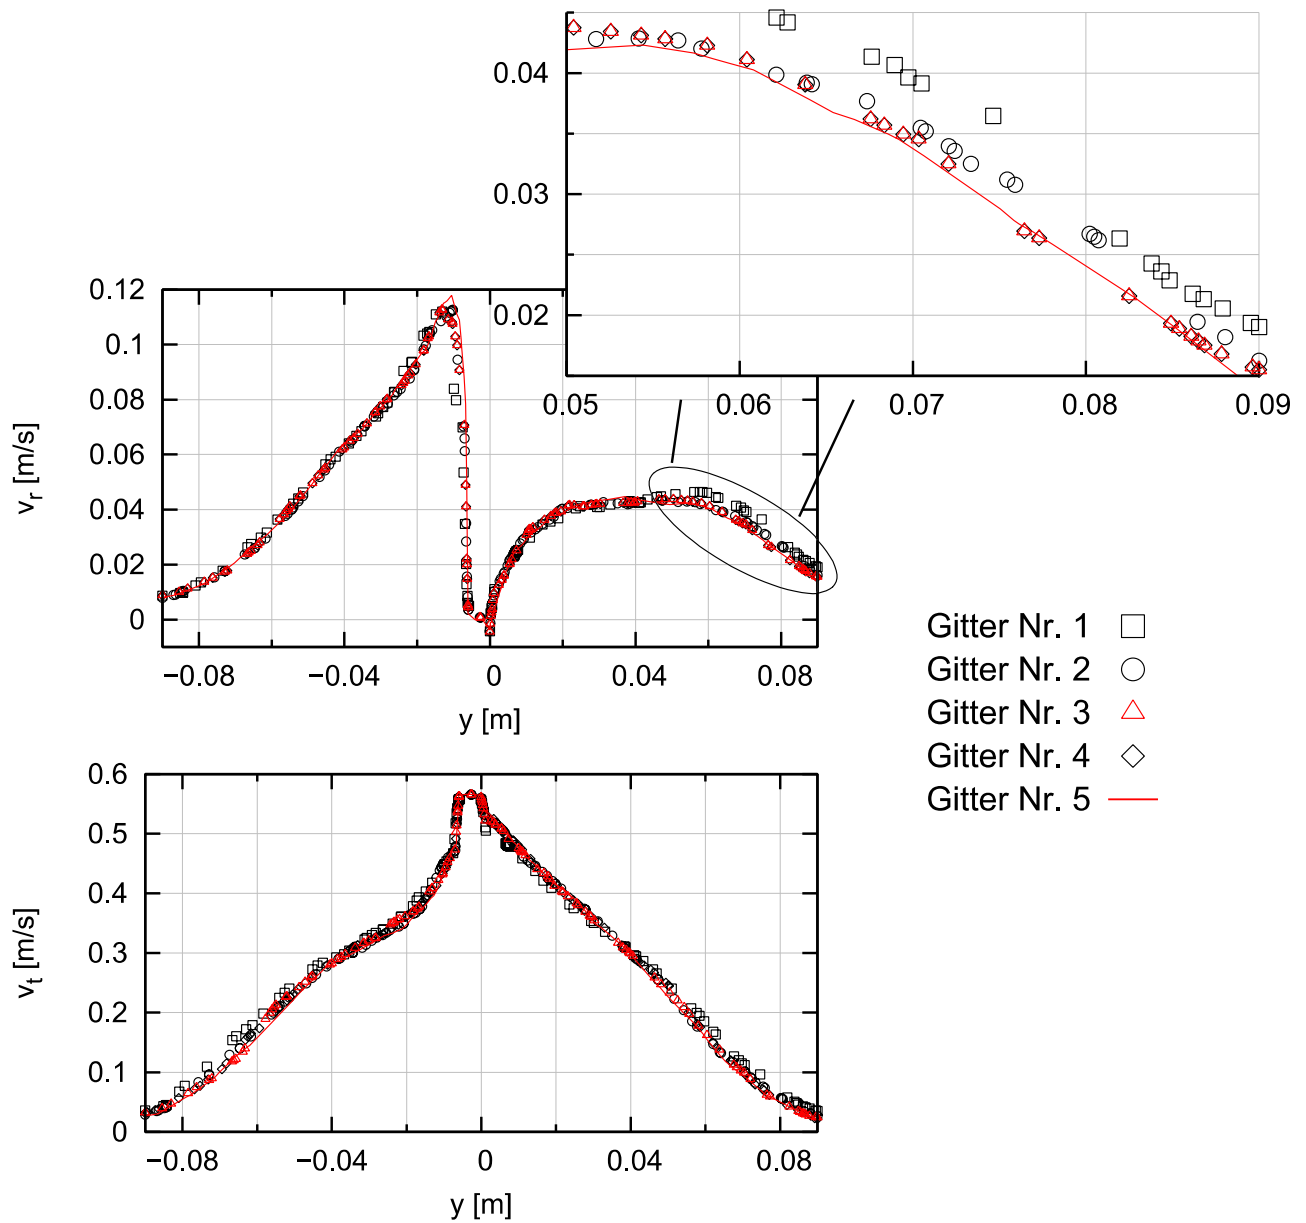 0.04
0.03
0.02
0.05 0.06 0.07 0.08 0.09
0.12
0.1
0.08
0.06
0.04
0.02
0
v_r [m/s]
−0.08 −0.04 0 0.04 0.08
y [m]
Gitter Nr. 1
Gitter Nr. 2
Gitter Nr. 3
Gitter Nr. 4
Gitter Nr. 5
0.6
0.5
0.4
0.3
0.2
0.1
0
v_t [m/s]
−0.08 −0.04 0 0.04 0.08
y [m]